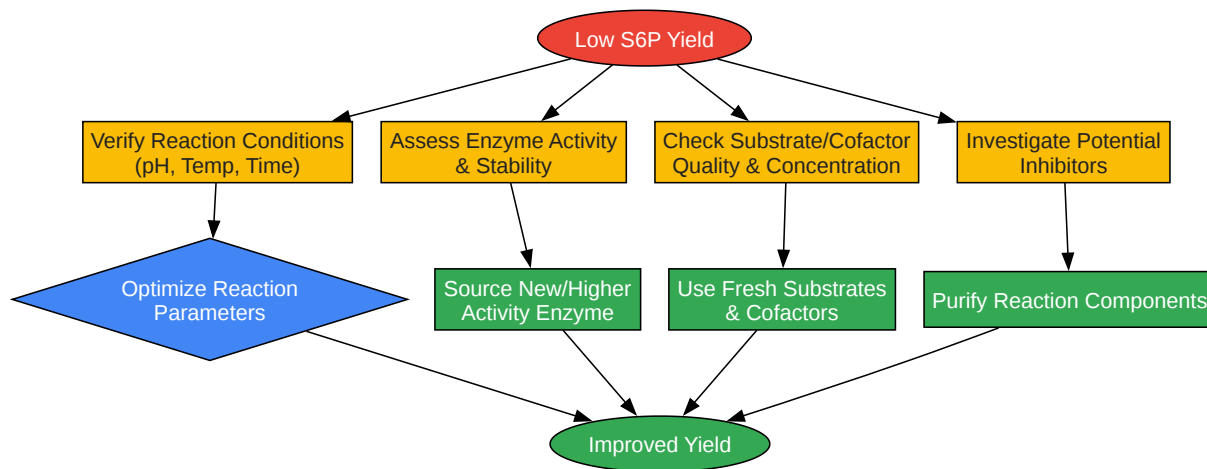 Low S6P Yield
Verify Reaction Conditions
(pH, Temp, Time)
Assess Enzyme Activity
& Stability
Check Substrate/Cofactor
Quality & Concentration
Investigate Potential
Inhibitors
Optimize Reaction
Parameters
Source New/Higher
Activity Enzyme
Use Fresh Substrates
& Cofactors
Purify Reaction Components
Improved Yield